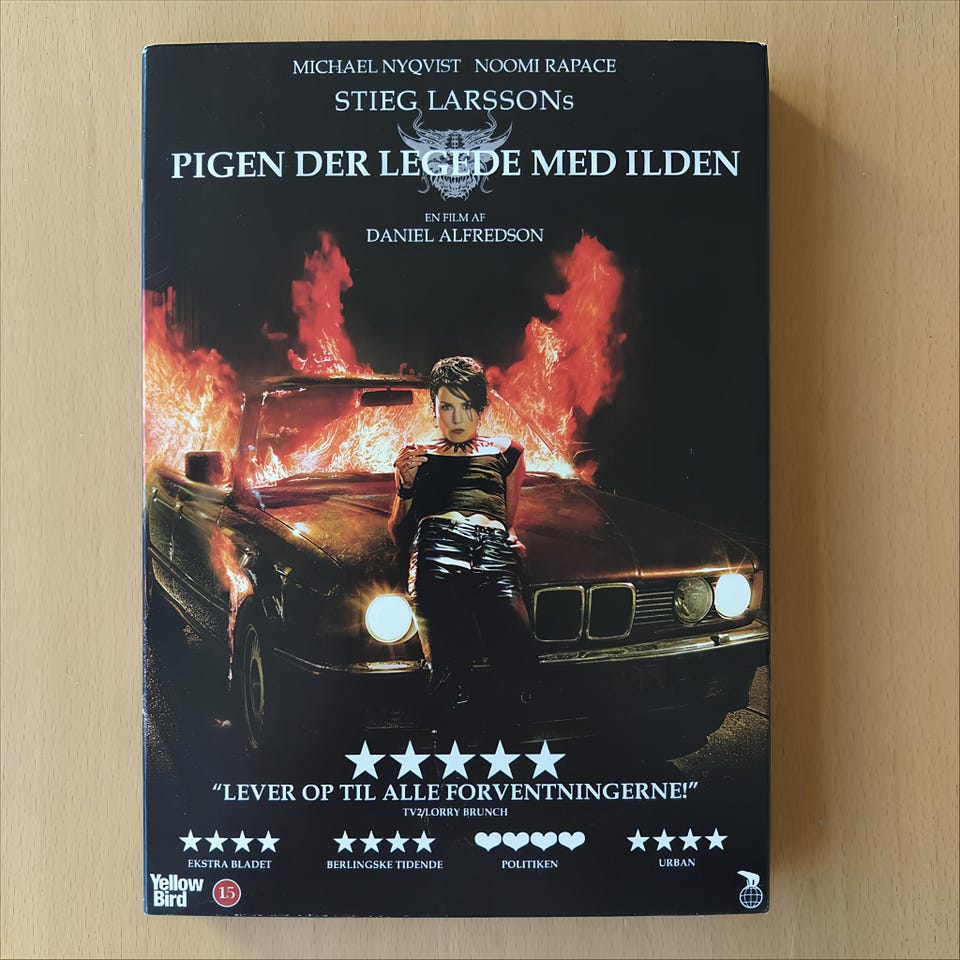 MICHAEL NYQVIST NOOMI RAPACE
STIEG LARSSONs
PIGEN DER LEGEDE MED ILDEN
EN FILM AF
DANIEL ALFREDSON
“LEVER OP TIL ALLE FORVENTNINGERNE!”
TV2/LORRY BRUNCH
EKSTRA BLADET
BERLINGSKE TIDENDE
POLITIKEN
URBAN
Yellow
Bird
15